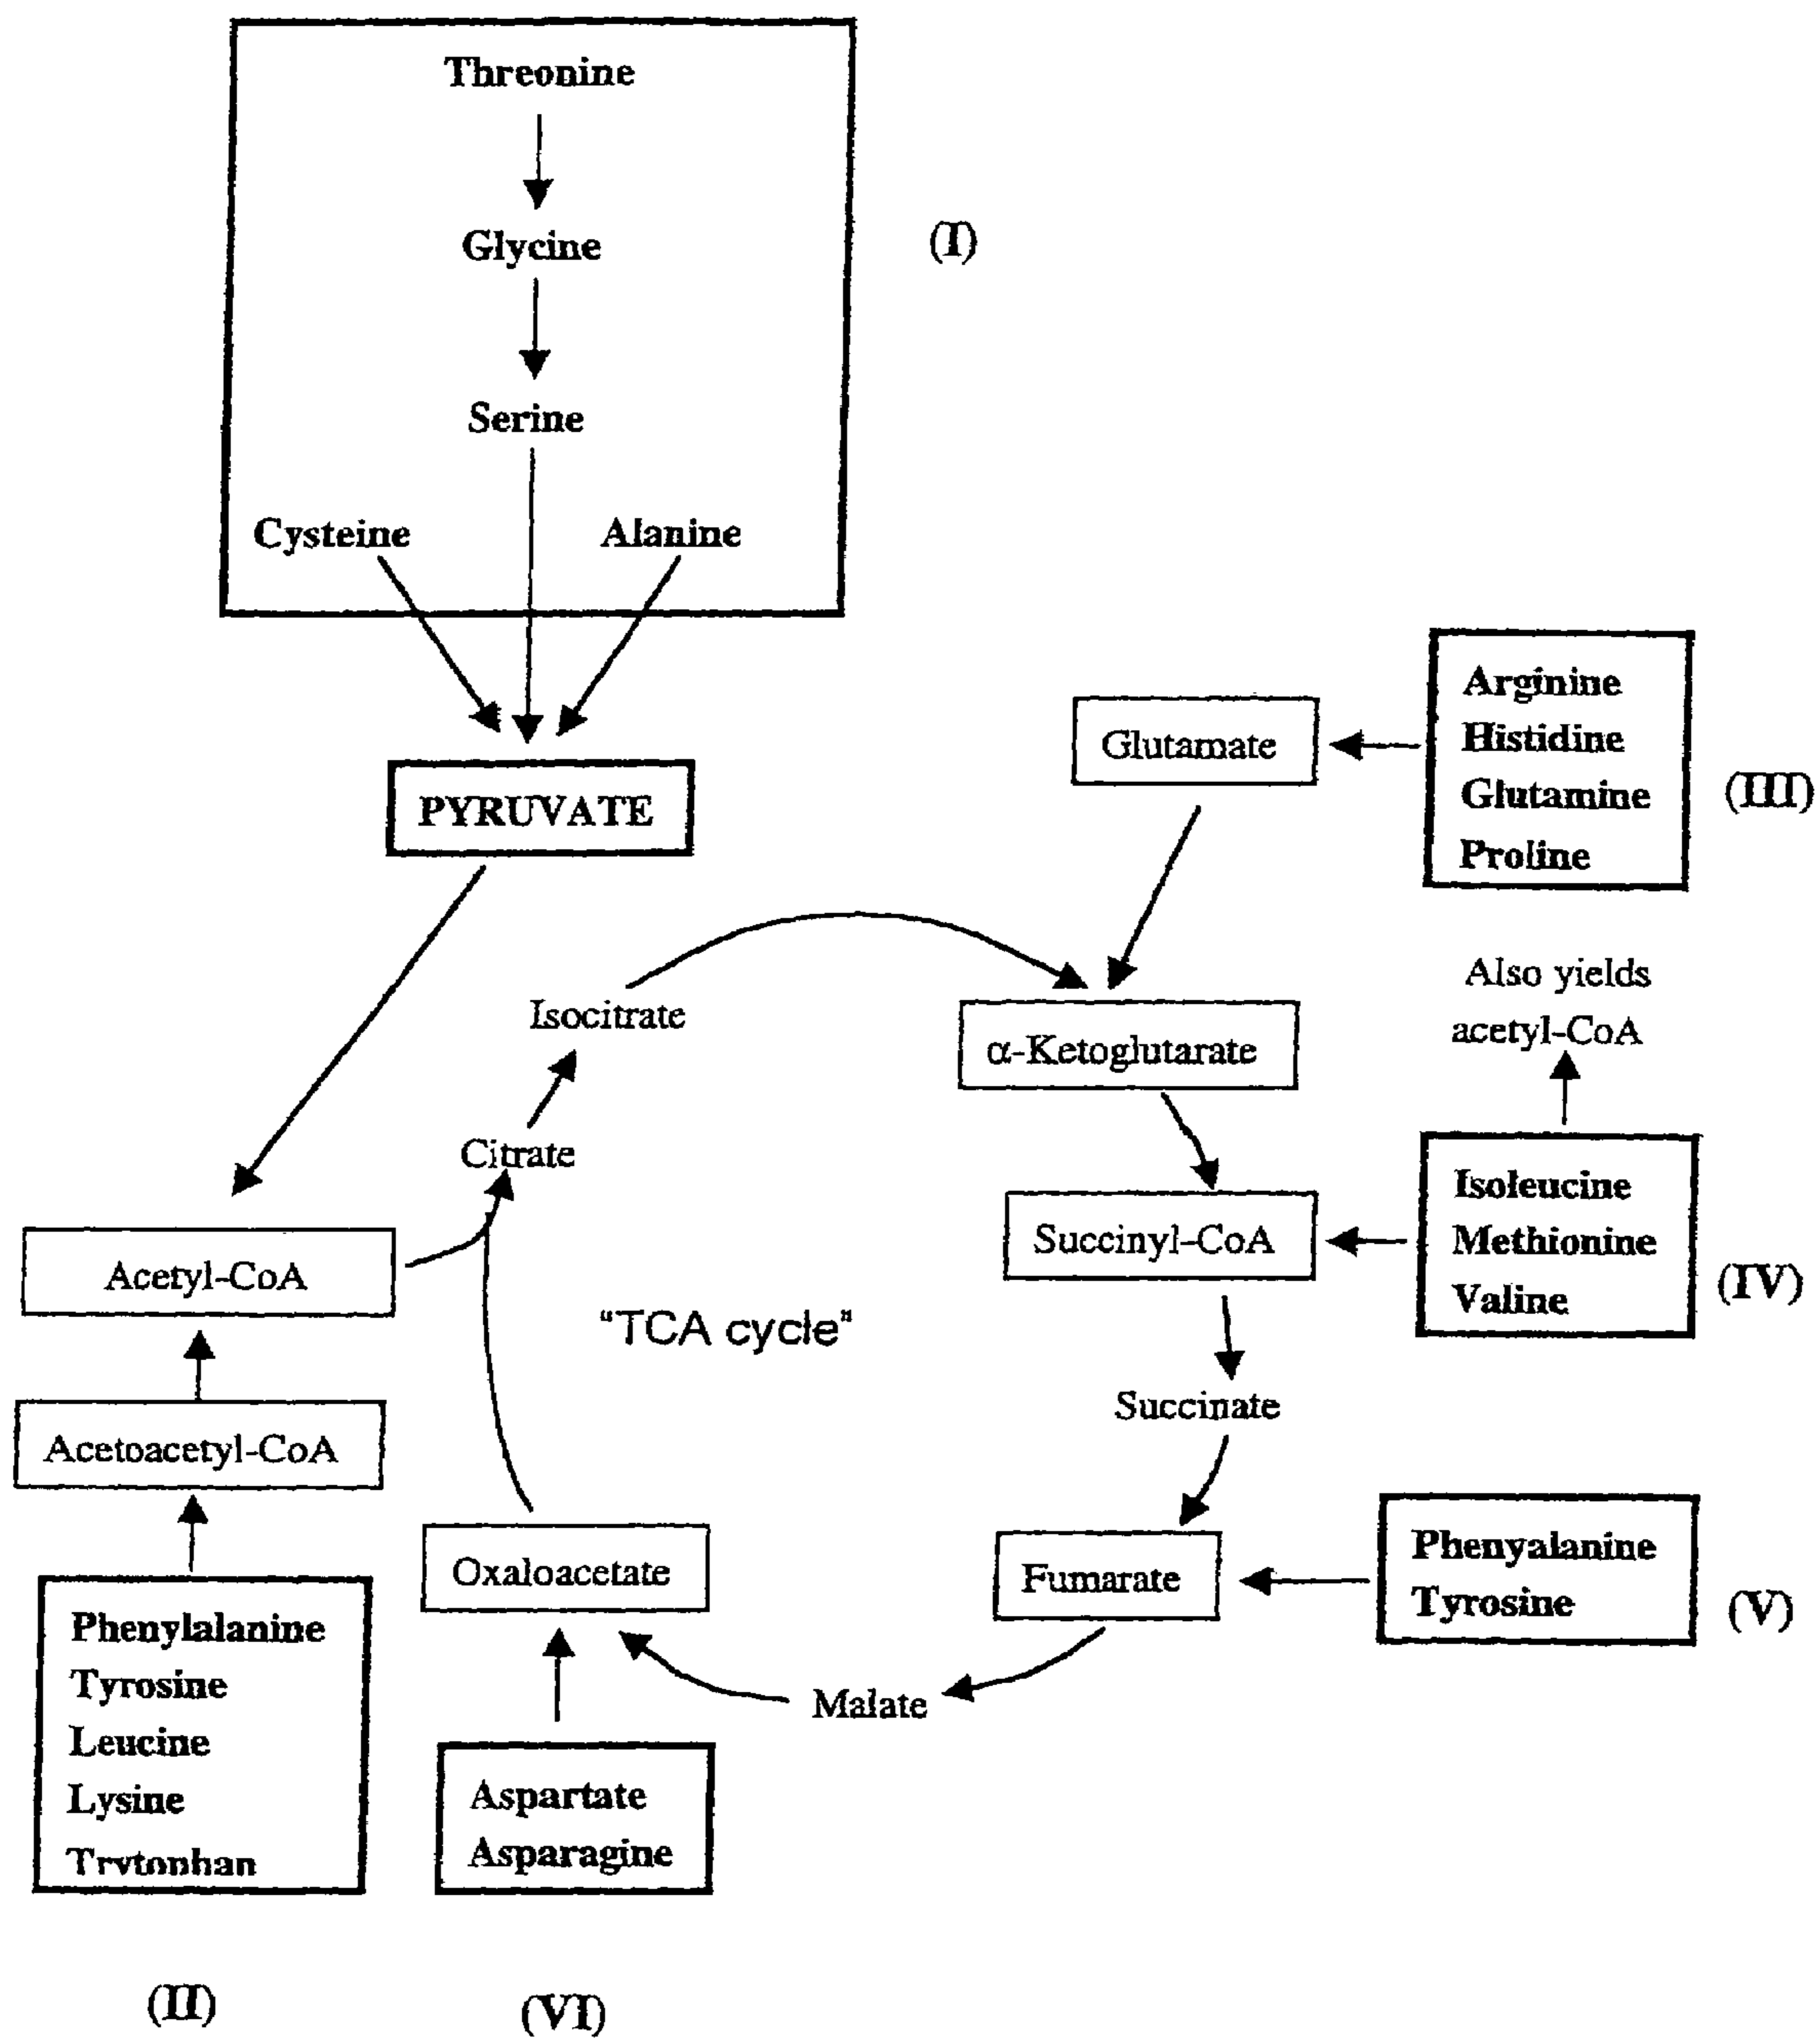 Threonine
Glycine
(I)
Serine
Cysteine
Alanine
PYRUVATE
Glutamate
Arginine
Histidine
Glutamine
Proline
(III)
Isocitrate
α-Ketoglutarate
Also yields
acetyl-CoA
Citrate
Acetyl-CoA
Succinyl-CoA
Isoleucine
Methionine
Valine
(IV)
"TCA cycle"
Succinate
Acetoacetyl-CoA
Oxaloacetate
Fumarate
Phenyalanine
Tyrosine
(V)
Malate
Phenylalanine
Tyrosine
Leucine
Lysine
Trytophan
Aspartate
Asparagine
(II)
(VI)